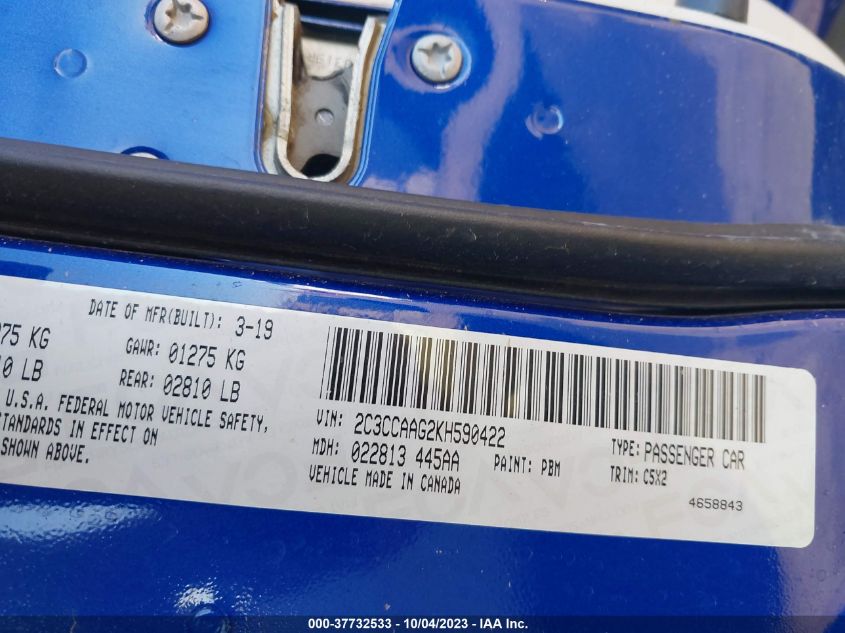 DATE OF MFR(BUILT): 3-19
275 KG
GAWR: 01275 KG
LB
REAR: 02810 LB
U.S.A. FEDERAL MOTOR VEHICLE SAFETY,
STANDARDS IN EFFECT ON
SHOWN ABOVE.
VIN: 2C3CCAAG2KH590422
MDH: 022813 445AA
PAINT: PBM
VEHICLE MADE IN CANADA
TYPE: PASSENGER CAR
TRIM: C5X2
4658843
000-37732533 - 10/04/2023 - IAA Inc.